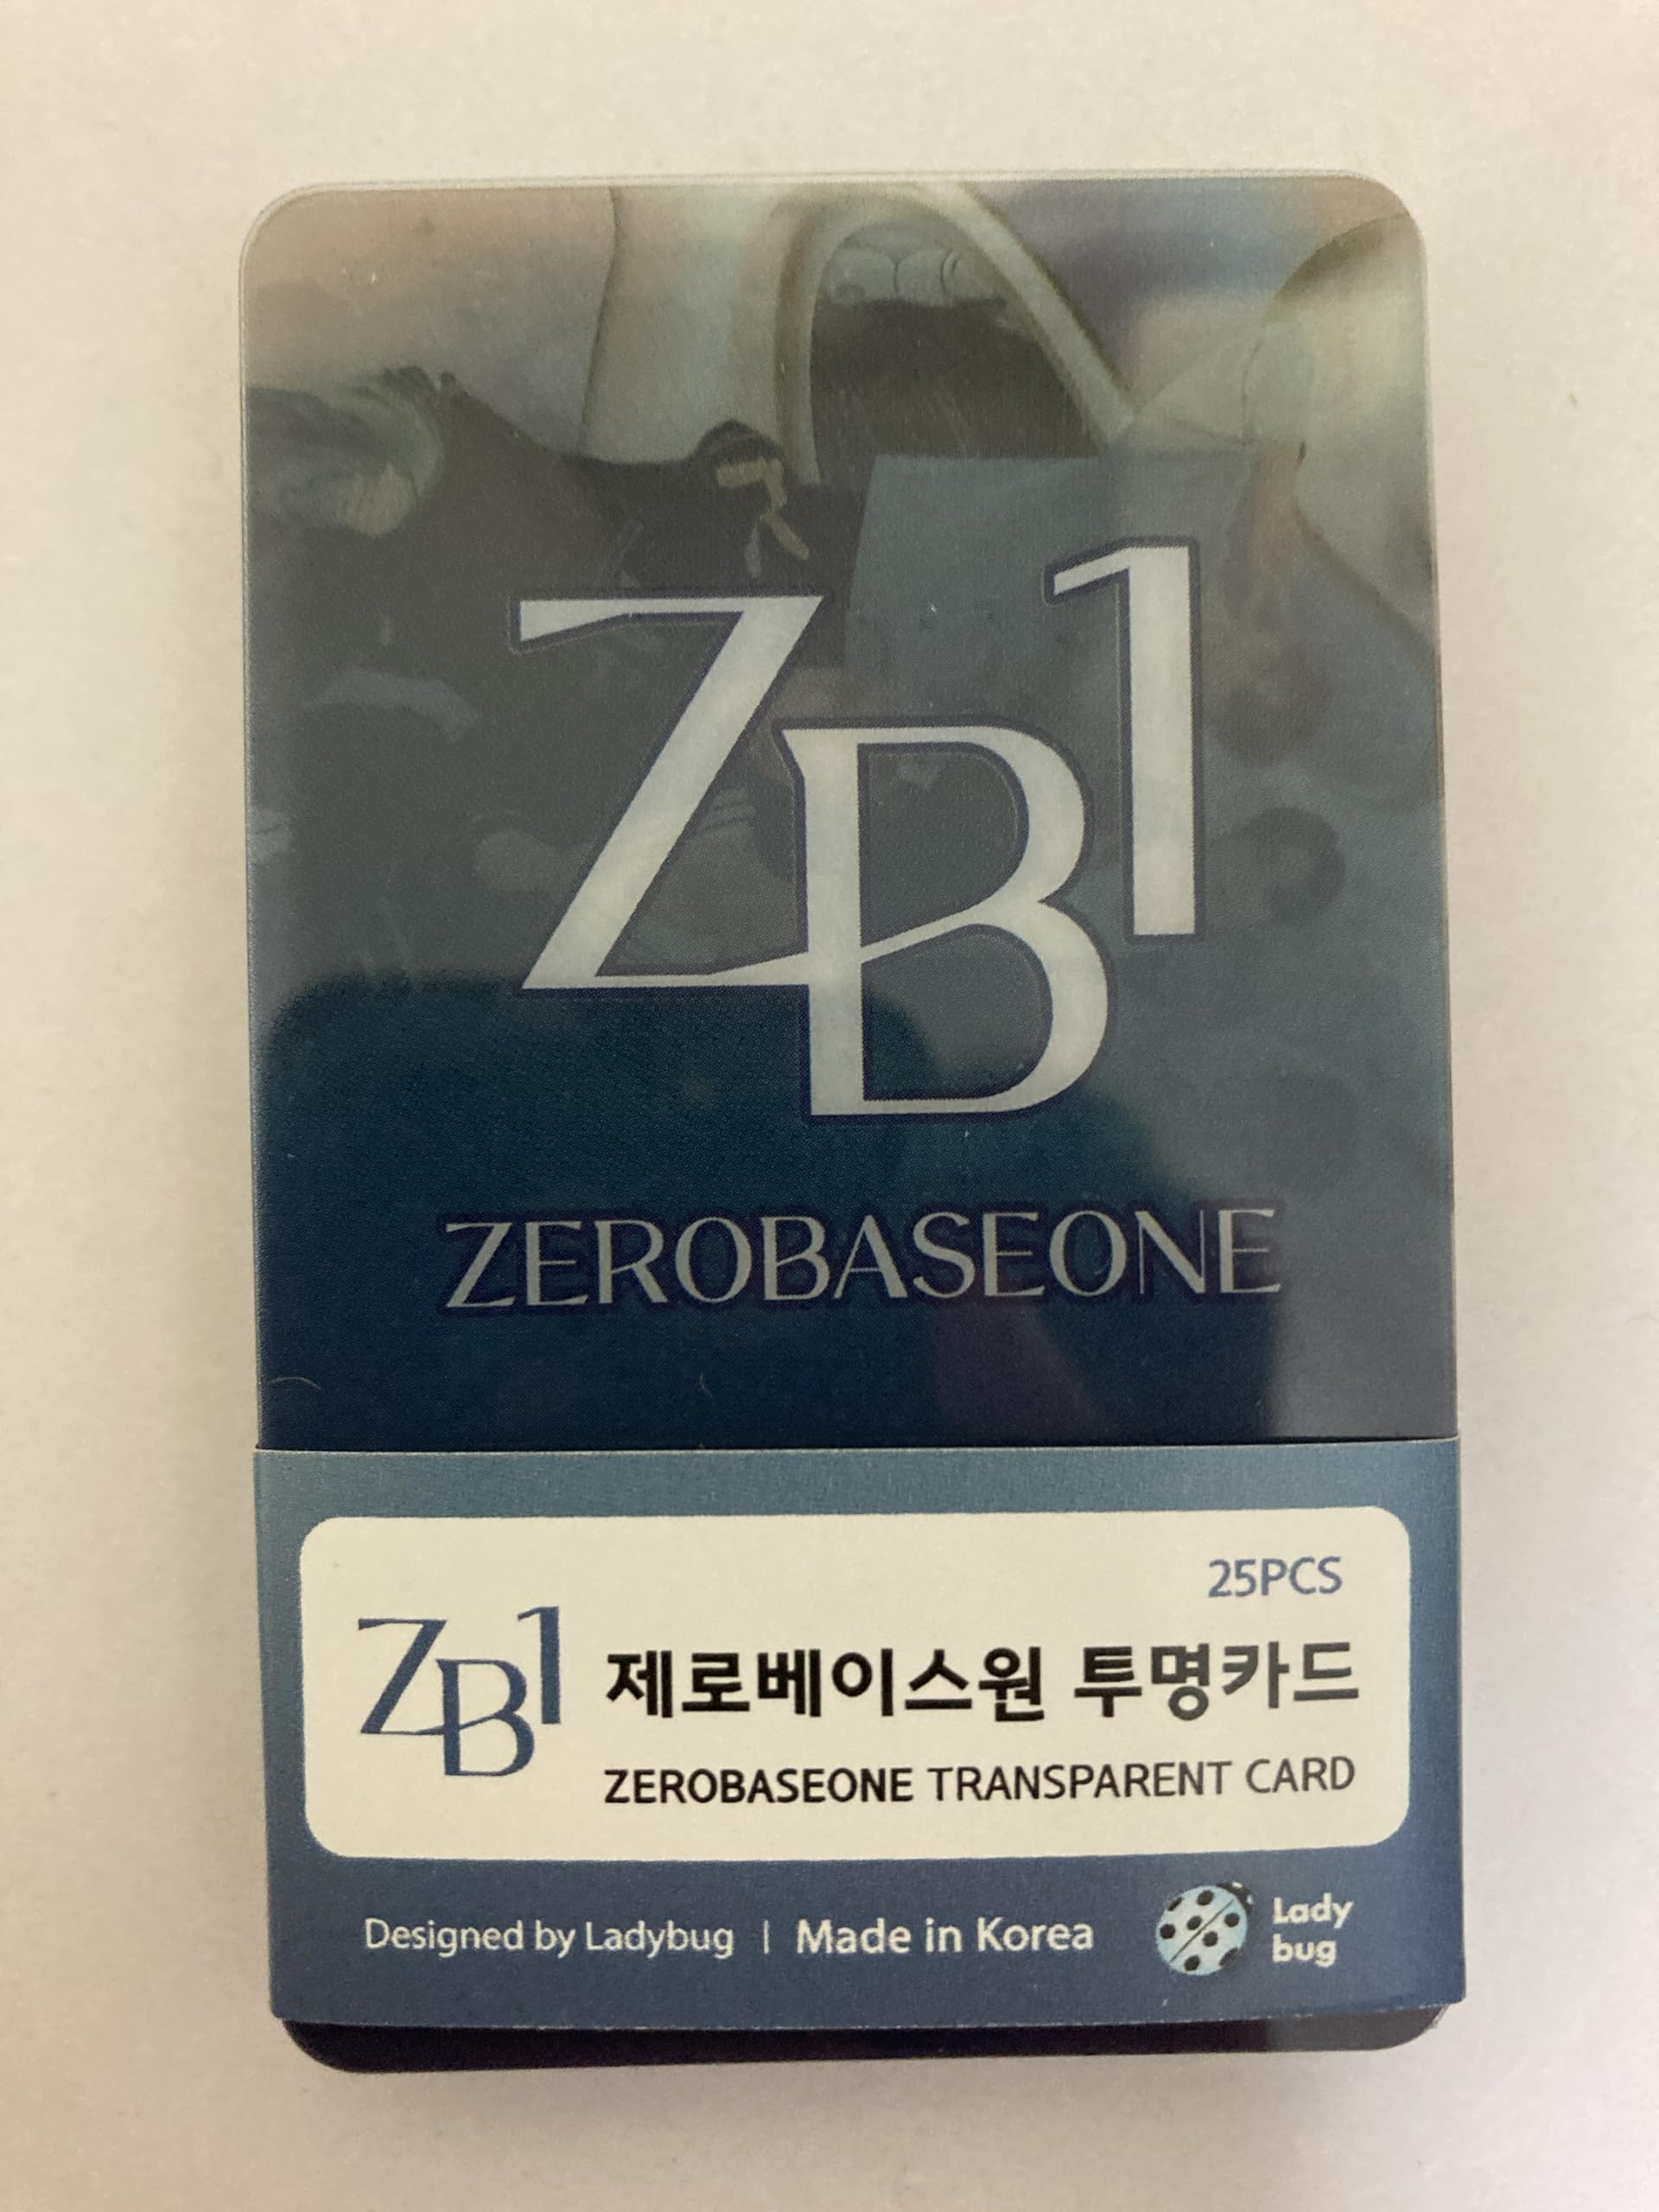 ZB1
ZEROBASEONE
25PCS
ZB1
제로베이스원 투명카드
ZEROBASEONE TRANSPARENT CARD
Designed by Ladybug | Made in Korea
Lady
bug